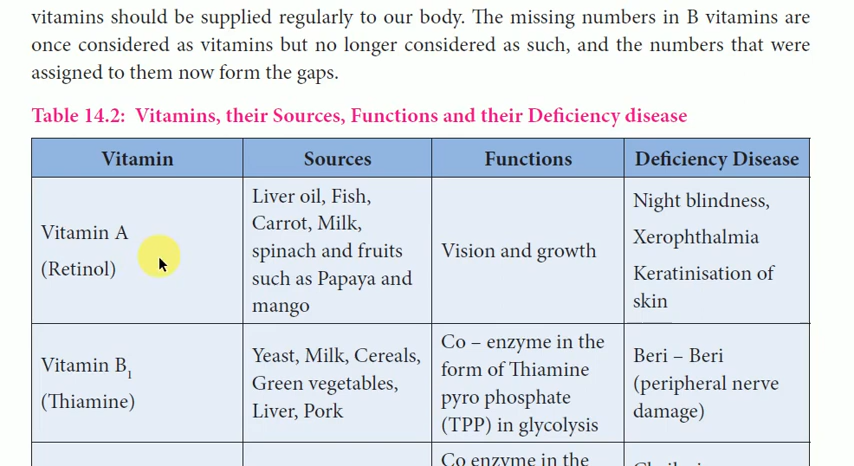 vitamins should be supplied regularly to our body. The missing numbers in B vitamins are
once considered as vitamins but no longer considered as such, and the numbers that were
assigned to them now form the gaps.
Table 14.2: Vitamins, their Sources, Functions and their Deficiency disease
Vitamin Sources Functions Deficiency Disease
Vitamin A
(Retinol)
Liver oil, Fish,
Carrot, Milk,
spinach and fruits
such as Papaya and
mango
Vision and growth
Night blindness,
Xerophthalmia
Keratinisation of
skin
Vitamin B1
(Thiamine)
Yeast, Milk, Cereals,
Green vegetables,
Liver, Pork
Co – enzyme in the
form of Thiamine
pyro phosphate
(TPP) in glycolysis
Beri – Beri
(peripheral nerve
damage)
Co enzyme in the